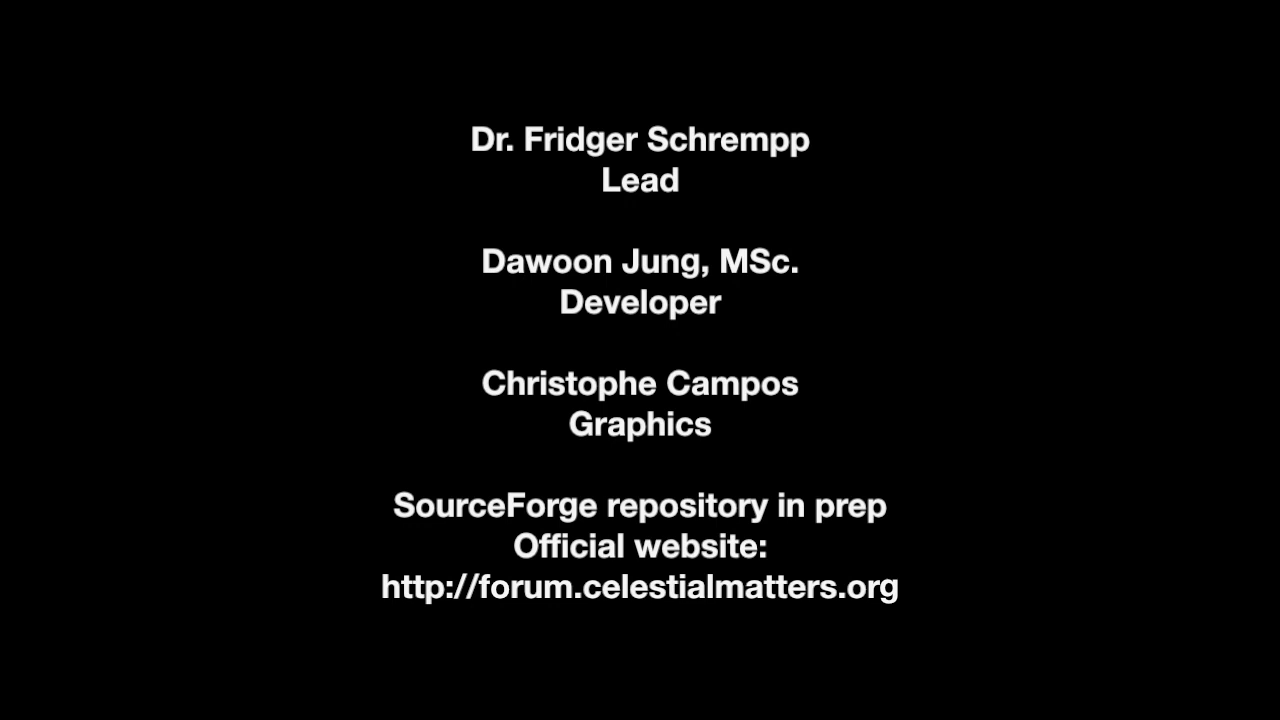 Dr. Fridger Schrempp
Lead
Dawoon Jung, MSc.
Developer
Christophe Campos
Graphics
SourceForge repository in prep
Official website:
http://forum.celestialmatters.org